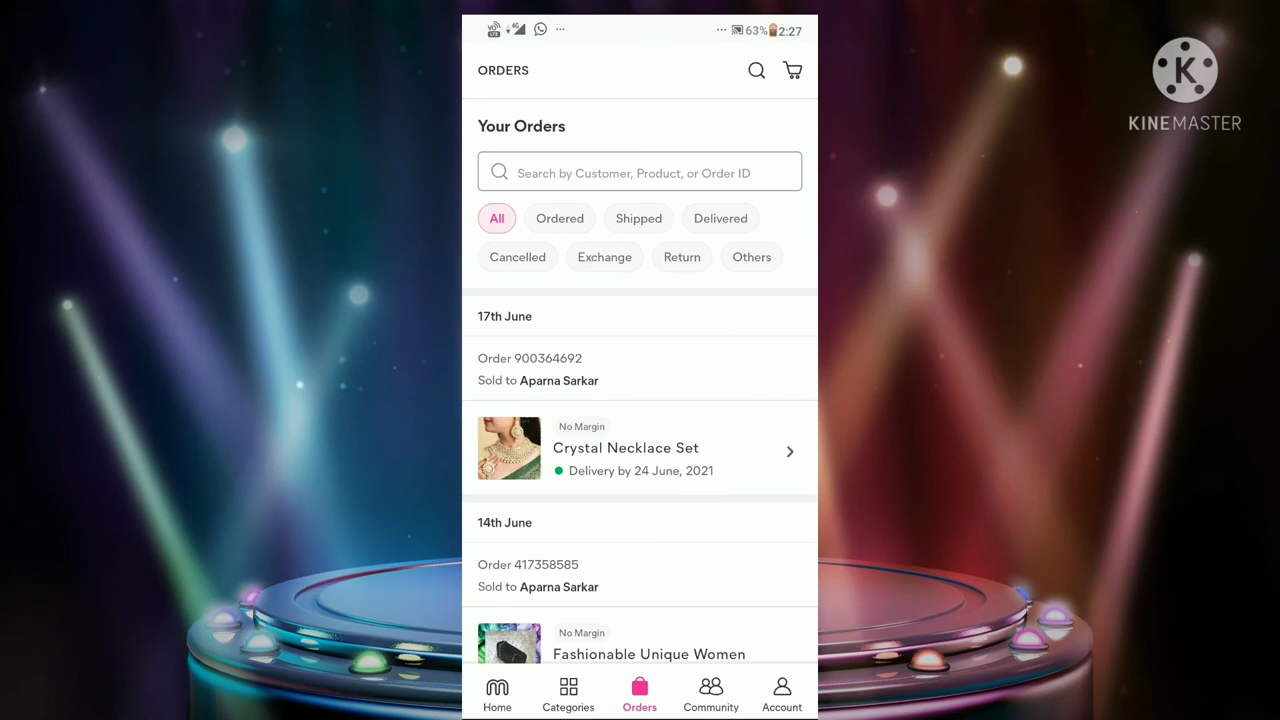 VO)) LTE 4G ... ... 63% 2:27
ORDERS
Your Orders
Search by Customer, Product, or Order ID
All Ordered Shipped Delivered
Cancelled Exchange Return Others
17th June
Order 900364692
Sold to Aparna Sarkar
No Margin
Crystal Necklace Set
Delivery by 24 June, 2021
14th June
Order 417358585
Sold to Aparna Sarkar
No Margin
Fashionable Unique Women
Home Categories Orders Community Account
K
KINEMASTER